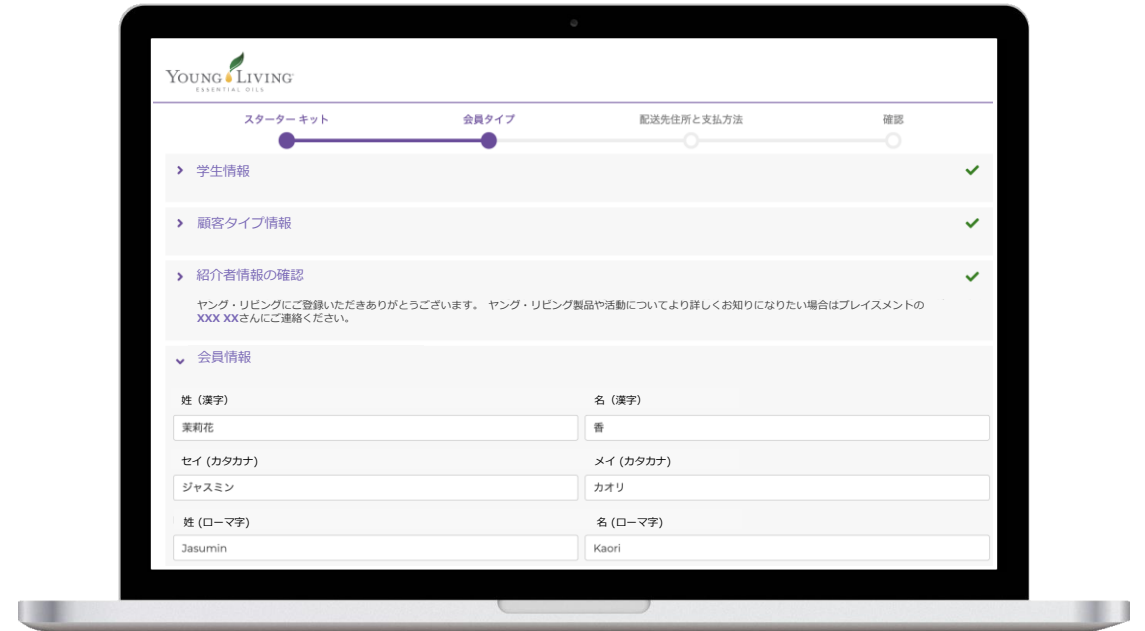 YOUNG LIVING
ESSENTIAL OILS
スターター キット
会員タイプ
配送先住所と支払方法
確認
学生情報
顧客タイプ情報
紹介者情報の確認
ヤング・リビングにご登録いただきありがとうございます。 ヤング・リビング製品や活動についてより詳しくお知りになりたい場合はプレイスメントの
XXX XXさんにご連絡ください。
会員情報
姓（漢字）
名（漢字）
茉莉花
香
セイ (カタカナ)
メイ (カタカナ)
ジャスミン
カオリ
姓 (ローマ字)
名 (ローマ字)
Jasumin
Kaori